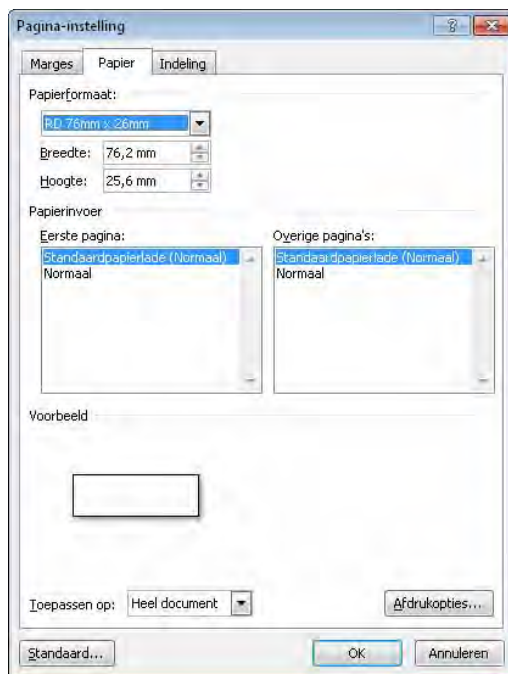 Pagina-instelling
Marges Papier Indeling
Papierformaat:
RD 76mm x 26mm
Breedte: 76,2 mm
Hoogte: 25,6 mm
Papierinvoer
Eerste pagina: Overige pagina's:
Standaardpapierlade (Normaal) Standaardpapierlade (Normaal)
Normaal Normaal
Voorbeeld
Toepassen op: Heel document Afdrukopties...
Standaard... OK Annuleren